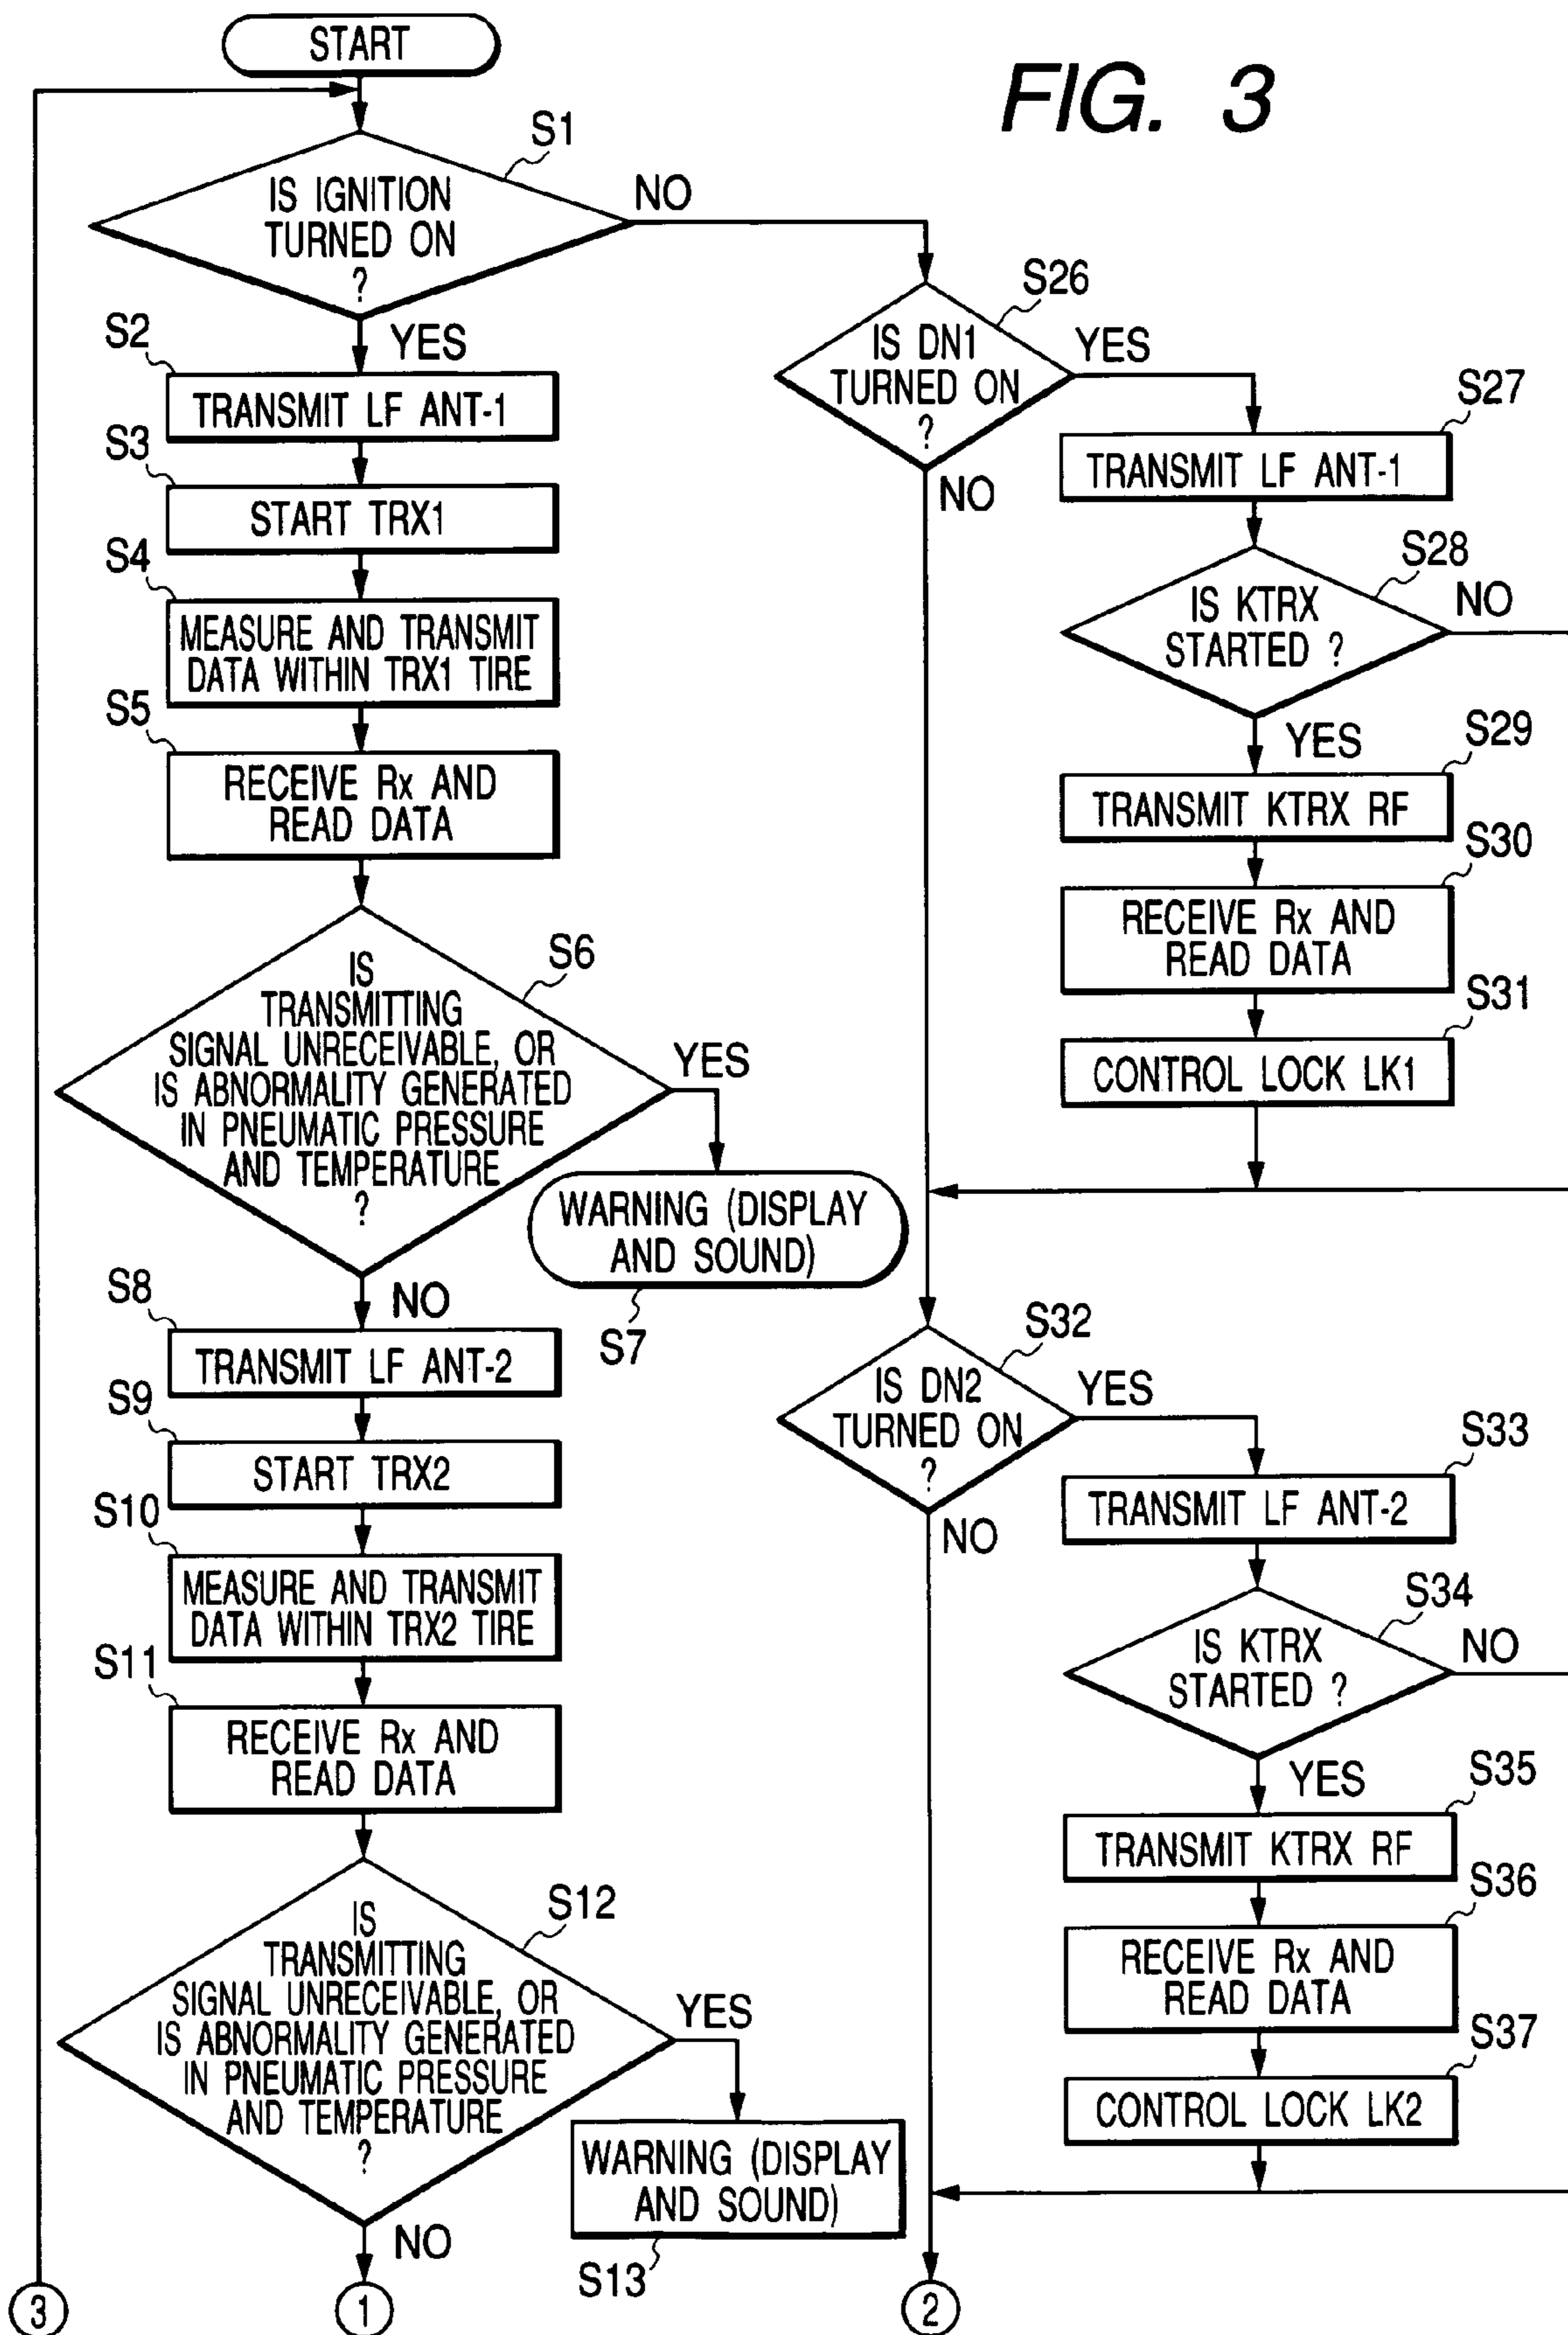 FIG. 3
START
S1
IS IGNITION
TURNED ON
?
NO
YES
S2
TRANSMIT LF ANT-1
S3
START TRX1
S4
MEASURE AND TRANSMIT
DATA WITHIN TRX1 TIRE
S5
RECEIVE Rx AND
READ DATA
S6
IS
TRANSMITTING
SIGNAL UNRECEIVABLE, OR
IS ABNORMALITY GENERATED
IN PNEUMATIC PRESSURE
AND TEMPERATURE
?
YES
WARNING (DISPLAY
AND SOUND)
S7
NO
S8
TRANSMIT LF ANT-2
S9
START TRX2
S10
MEASURE AND TRANSMIT
DATA WITHIN TRX2 TIRE
S11
RECEIVE Rx AND
READ DATA
S12
IS
TRANSMITTING
SIGNAL UNRECEIVABLE, OR
IS ABNORMALITY GENERATED
IN PNEUMATIC PRESSURE
AND TEMPERATURE
?
YES
WARNING (DISPLAY
AND SOUND)
S13
NO
3
1
S26
IS DN1
TURNED ON
?
YES
NO
S27
TRANSMIT LF ANT-1
S28
IS KTRX
STARTED ?
NO
YES
S29
TRANSMIT KTRX RF
S30
RECEIVE Rx AND
READ DATA
S31
CONTROL LOCK LK1
S32
IS DN2
TURNED ON
?
YES
NO
S33
TRANSMIT LF ANT-2
S34
IS KTRX
STARTED ?
NO
YES
S35
TRANSMIT KTRX RF
S36
RECEIVE Rx AND
READ DATA
S37
CONTROL LOCK LK2
2